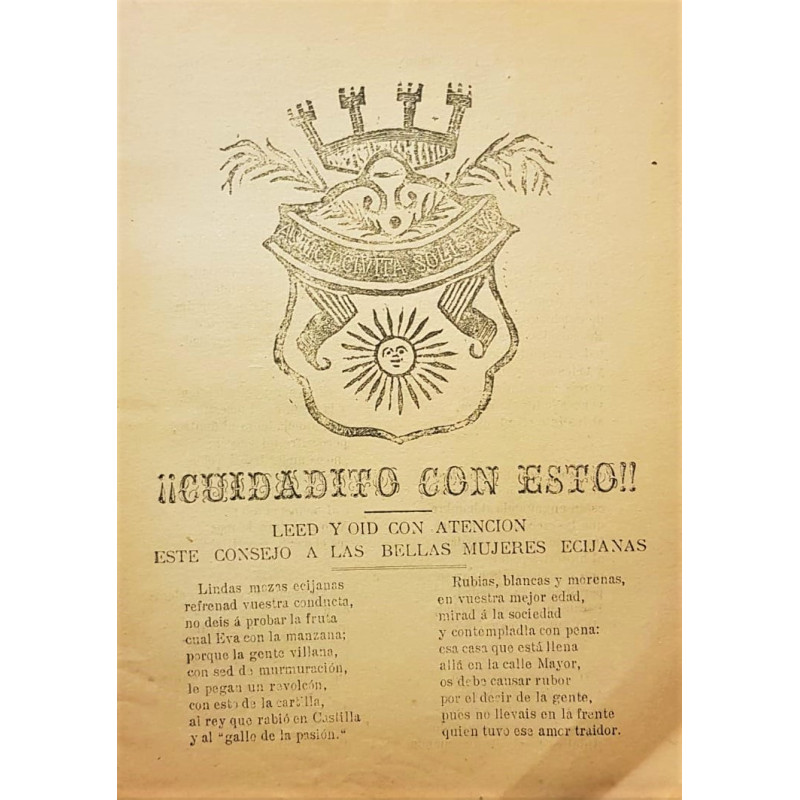 CIVITA SOLIS
¡¡CUIDADITO CON ESTO!!
LEED Y OID CON ATENCION
ESTE CONSEJO A LAS BELLAS MUJERES ECIJANAS
Lindas mozas ecijanas
refrenad vuestra conducta,
no deis á probar la fruta
cual Eva con la manzana;
porque la gente villana,
con sed de murmuración,
le pegan un revolcón,
con esto de la cartilla,
al rey que rabió en Castilla
y al "gallo de la pasión."
Rubias, blancas y morenas,
en vuestra mejor edad,
mirad á la sociedad
y contempladla con pena:
esa casa que está llena
allá en la calle Mayor,
os debe causar rubor
por el decir de la gente,
pues no llevais en la frente
quien tuvo ese amor traidor.